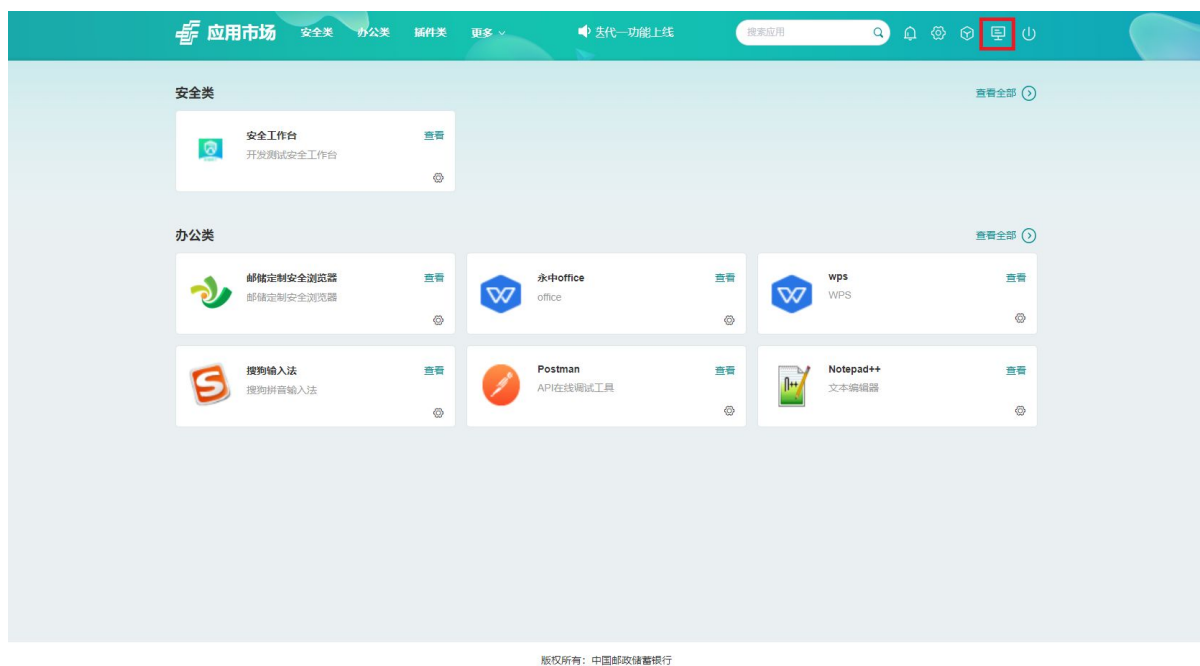 应用市场 安全类 办公类 插件类 更多 迭代一功能上线 搜索应用
安全类 查看全部
安全工作台 查看
开发测试安全工作台
办公类 查看全部
邮储定制安全浏览器 查看
邮储定制安全浏览器
永中office 查看
office
wps 查看
WPS
搜狗输入法 查看
搜狗拼音输入法
Postman 查看
API在线调试工具
Notepad++ 查看
文本编辑器
版权所有：中国邮政储蓄银行